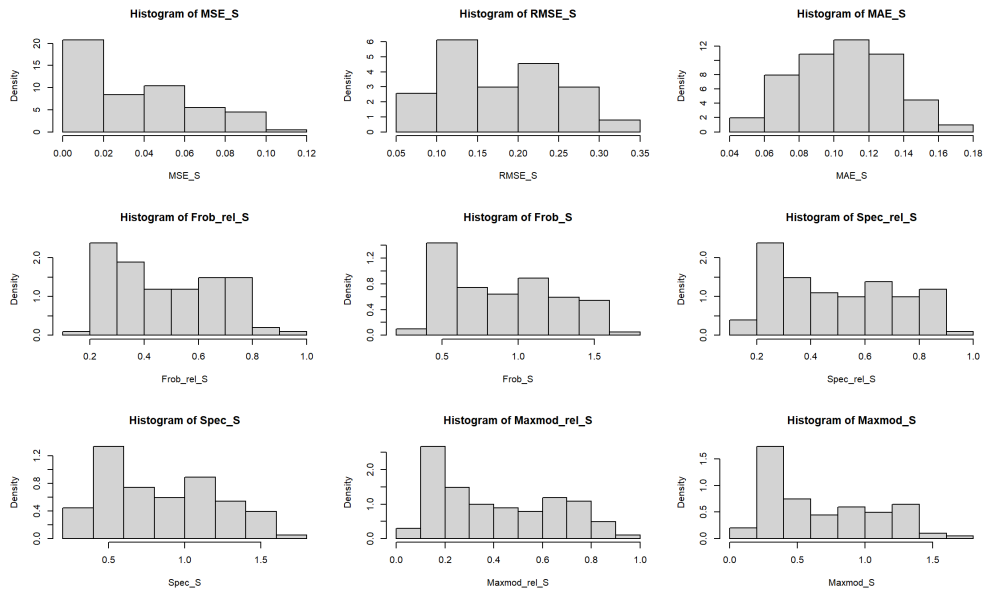 Histogram of MSE_S
Density
0 5 10 15 20
0.00 0.02 0.04 0.06 0.08 0.10 0.12
MSE_S
Histogram of RMSE_S
Density
0 1 2 3 4 5 6
0.05 0.10 0.15 0.20 0.25 0.30 0.35
RMSE_S
Histogram of MAE_S
Density
0 2 4 6 8 12
0.04 0.06 0.08 0.10 0.12 0.14 0.16 0.18
MAE_S
Histogram of Frob_rel_S
Density
0.0 1.0 2.0
0.2 0.4 0.6 0.8 1.0
Frob_rel_S
Histogram of Frob_S
Density
0.0 0.4 0.8 1.2
0.5 1.0 1.5
Frob_S
Histogram of Spec_rel_S
Density
0.0 1.0 2.0
0.2 0.4 0.6 0.8 1.0
Spec_rel_S
Histogram of Spec_S
Density
0.0 0.4 0.8 1.2
0.5 1.0 1.5
Spec_S
Histogram of Maxmod_rel_S
Density
0.0 1.0 2.0
0.0 0.2 0.4 0.6 0.8 1.0
Maxmod_rel_S
Histogram of Maxmod_S
Density
0.0 0.5 1.0 1.5
0.0 0.5 1.0 1.5
Maxmod_S